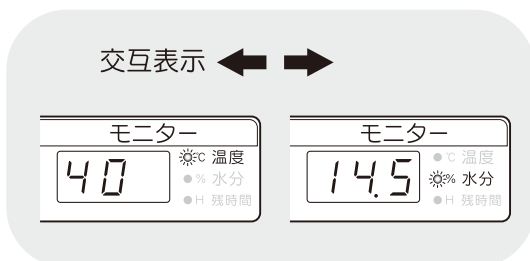 交互表示
モニター
40
℃ 温度
% 水分
H 残時間
モニター
14.5
℃ 温度
% 水分
H 残時間